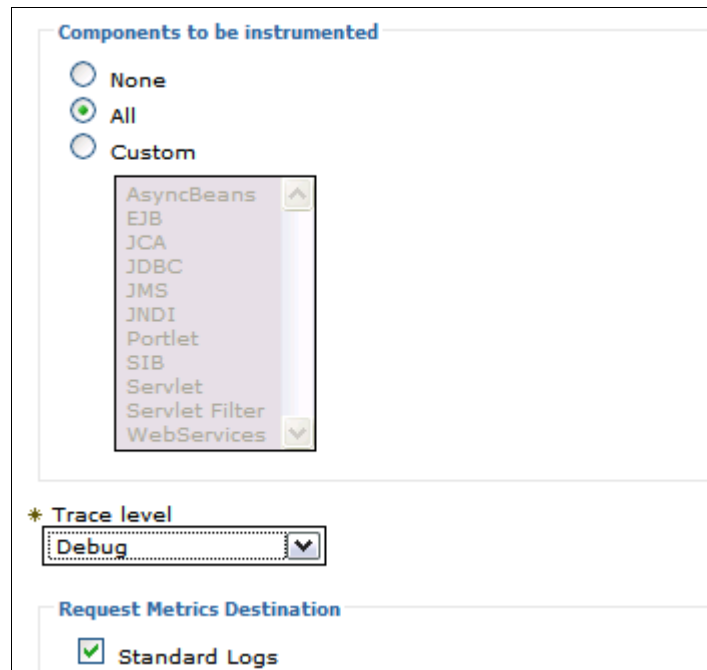 Components to be instrumented
None
All
Custom
AsyncBeans
EJB
JCA
JDBC
JMS
JNDI
Portlet
SIB
Servlet
Servlet Filter
WebServices
* Trace level
Debug
Request Metrics Destination
Standard Logs